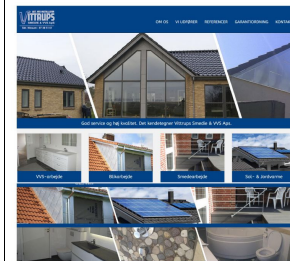 VITTRUPS
OM OS VI UDFØRER REFERENCER GARANTIORDNING KONTAKT
God service og høj kvalitet. Det kendetegner Vittrups Smedie & VVS Aps.
VVS-arbejde Blikarbejde Smedearbejde Sol- & Jordvarme